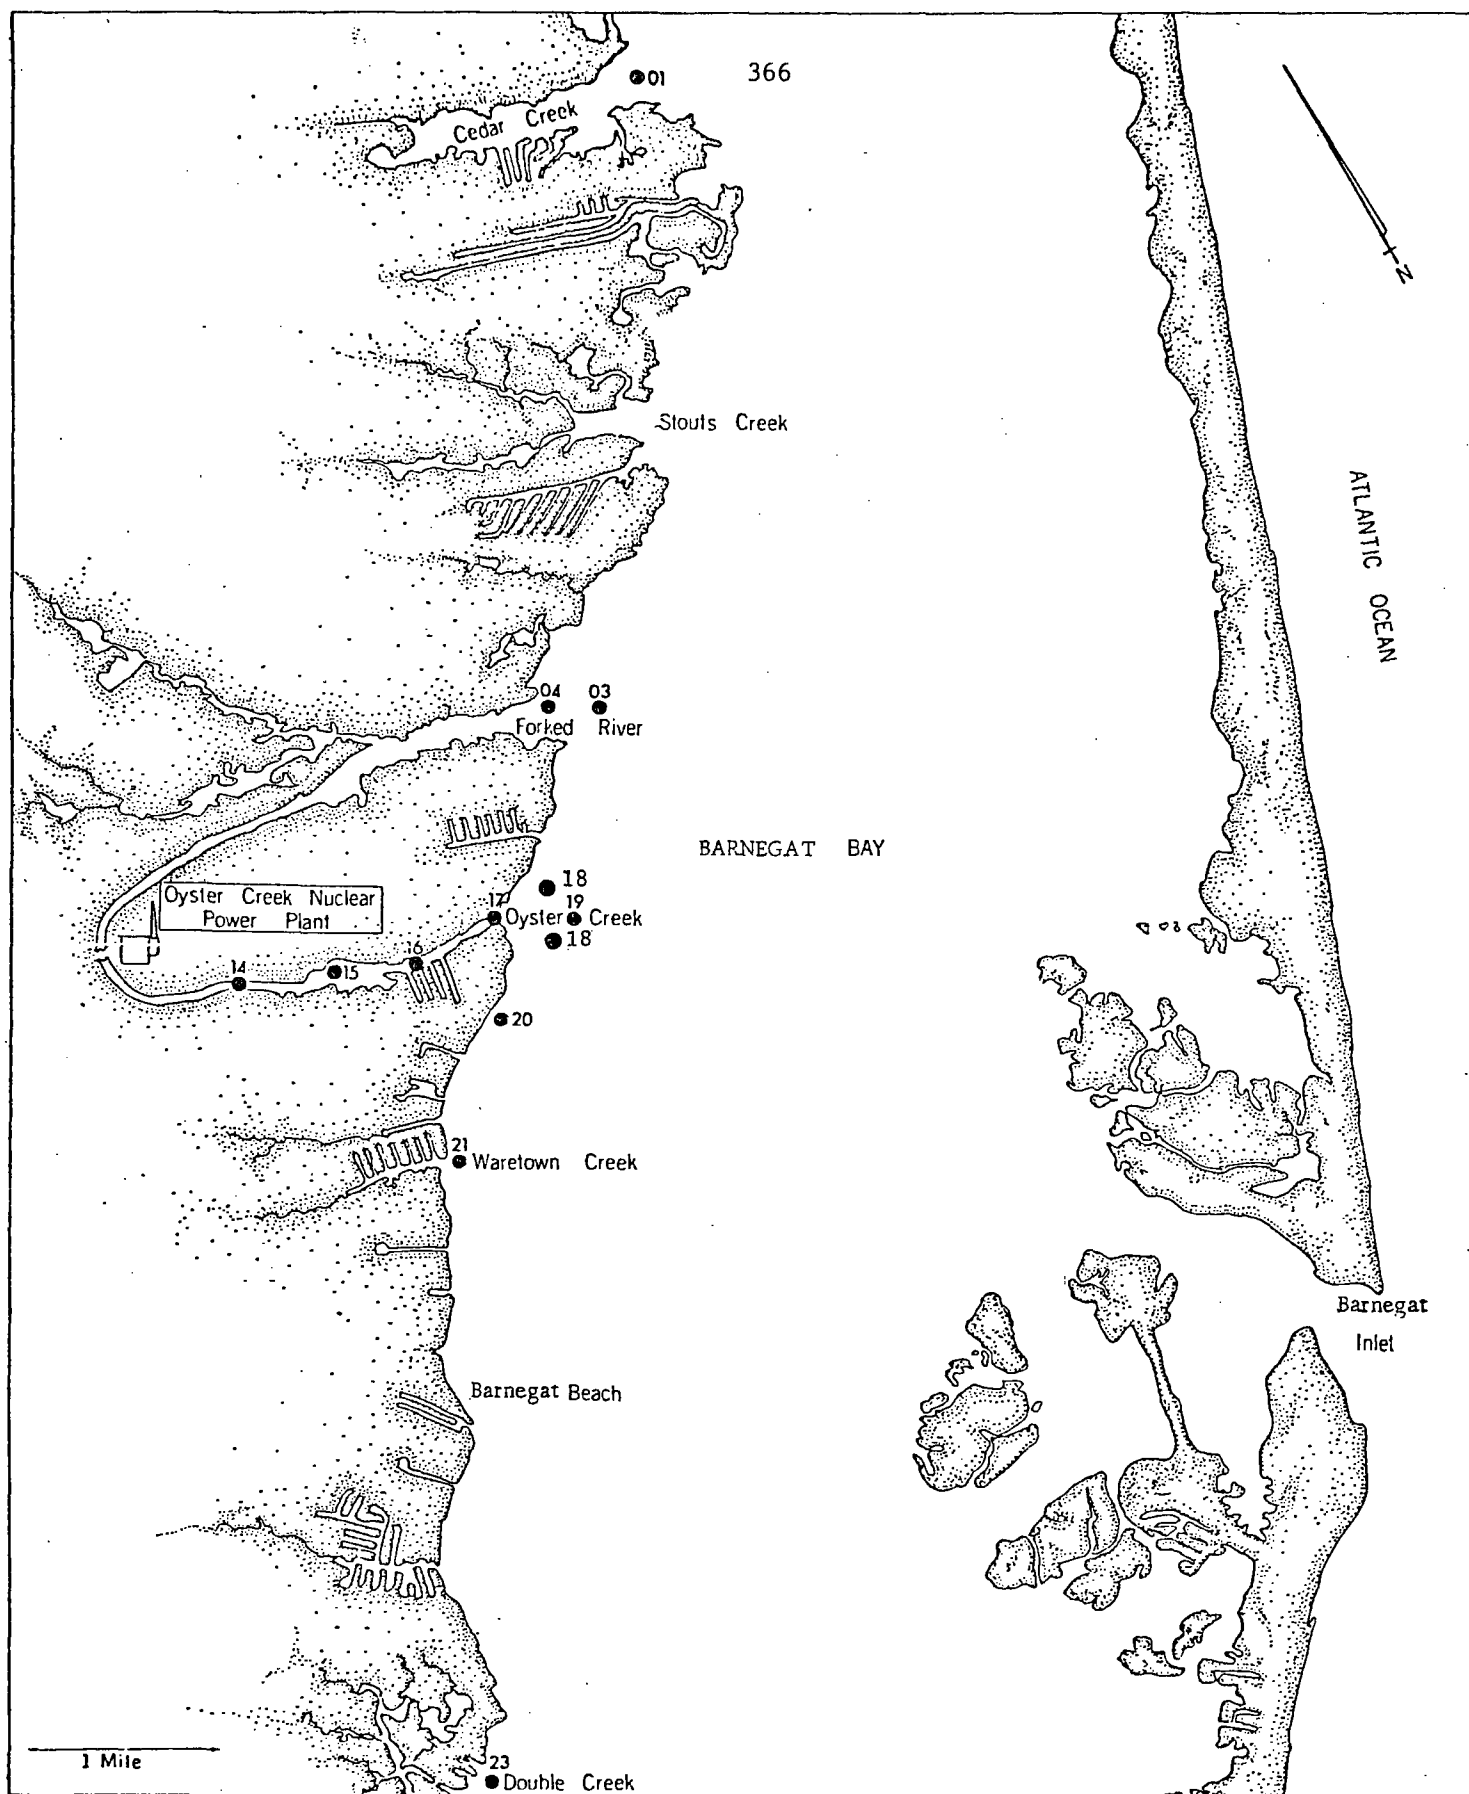 366
01
Cedar Creek
N
Stouts Creek
ATLANTIC OCEAN
04 03
Forked River
BARNEGAT BAY
18
Oyster Creek Nuclear
Power Plant
17 19
Oyster Creek
18
16
15
14
20
21
Waretown Creek
Barnegat
Inlet
Barnegat Beach
1 Mile
23
Double Creek